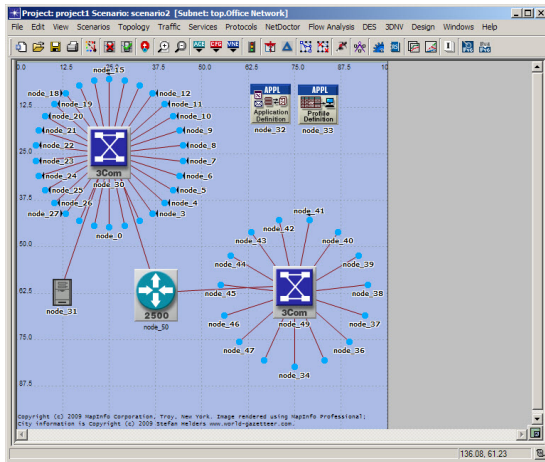 Project: project1 Scenario: scenario2 [Subnet: top.Office Network]
File Edit View Scenarios Topology Traffic Services Protocols NetDoctor Flow Analysis DES 3DNV Design Windows Help
ACE CFG VNE
0.0 12.5 25.0 37.5 50.0 62.5 75.0 87.5 10
node_15
node_18 node_12
12.5
node_19 node_11
node_20 node_10
node_21 node_9
node_22 node_8
25.0
node_23 node_7
3Com
node_24 node_6
node_30
node_25 node_5
37.5
node_26 node_4
node_27 node_3
node_0
APPL APPL
Application Profile
Definition Definition
node_32 node_33
node_41
node_42
50.0
node_43 node_40
node_44 node_39
62.5
node_45 node_38
node_31
2500
node_50
3Com
node_49
node_46 node_37
75.0
node_47 node_36
node_34
87.5
Copyright (c) 2009 MapInfo Corporation, Troy, New York. Image rendered using MapInfo Professional;
City information is Copyright (c) 2009 Stefan Helders www.world-gazetteer.com.
136.08, 61.23